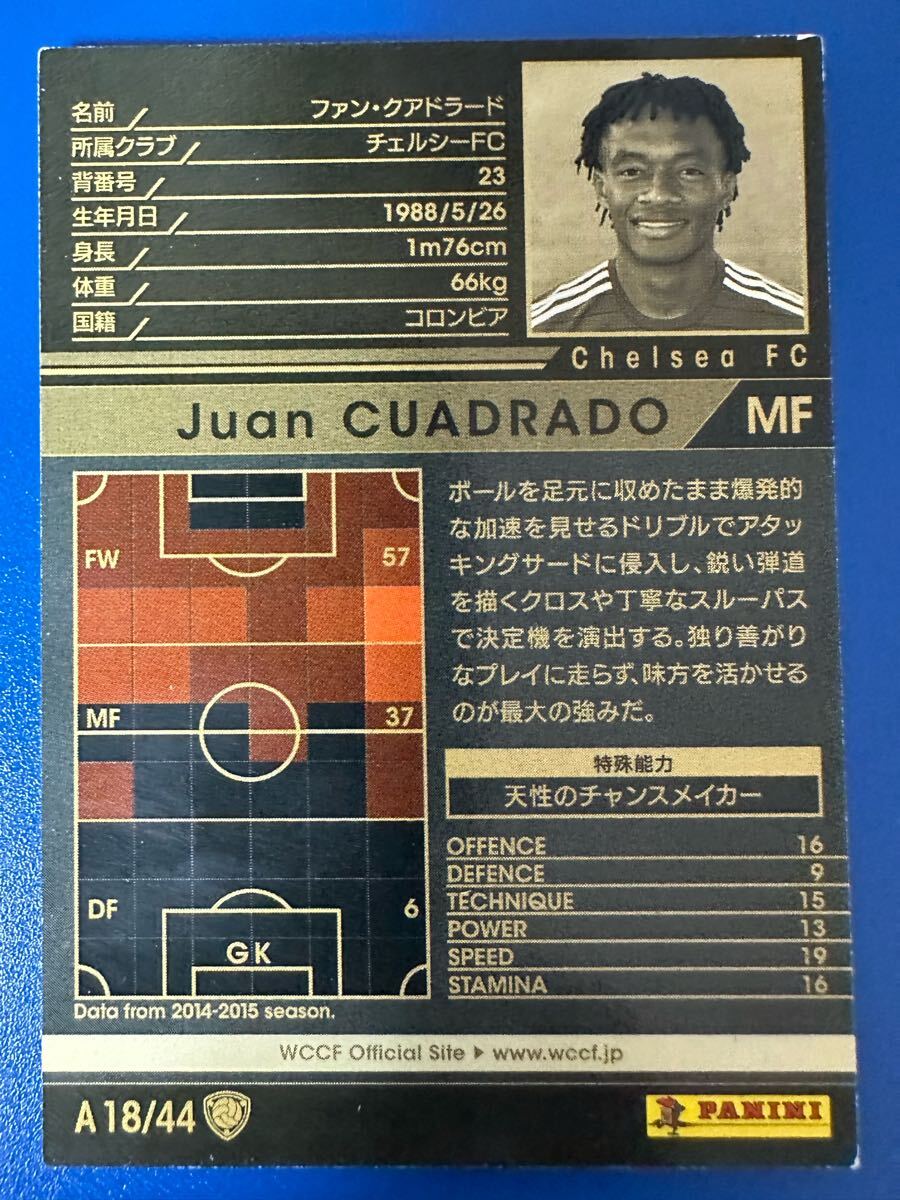 名前 ファン・クアドラード
所属クラブ チェルシーFC
背番号 23
生年月日 1988/5/26
身長 1m76cm
体重 66kg
国籍 コロンビア
Chelsea FC
Juan CUADRADO MF
FW 57
MF 37
DF 6
GK
Data from 2014-2015 season.
ボールを足元に収めたまま爆発的
な加速を見せるドリブルでアタッ
キングサードに侵入し、鋭い弾道
を描くクロスや丁寧なスルーパス
で決定機を演出する。独り善がり
なプレイに走らず、味方を活かせる
のが最大の強みだ。
特殊能力
天性のチャンスメイカー
OFFENCE 16
DEFENCE 9
TECHNIQUE 15
POWER 13
SPEED 19
STAMINA 16
WCCF Official Site ▶ www.wccf.jp
A18/44
PANINI